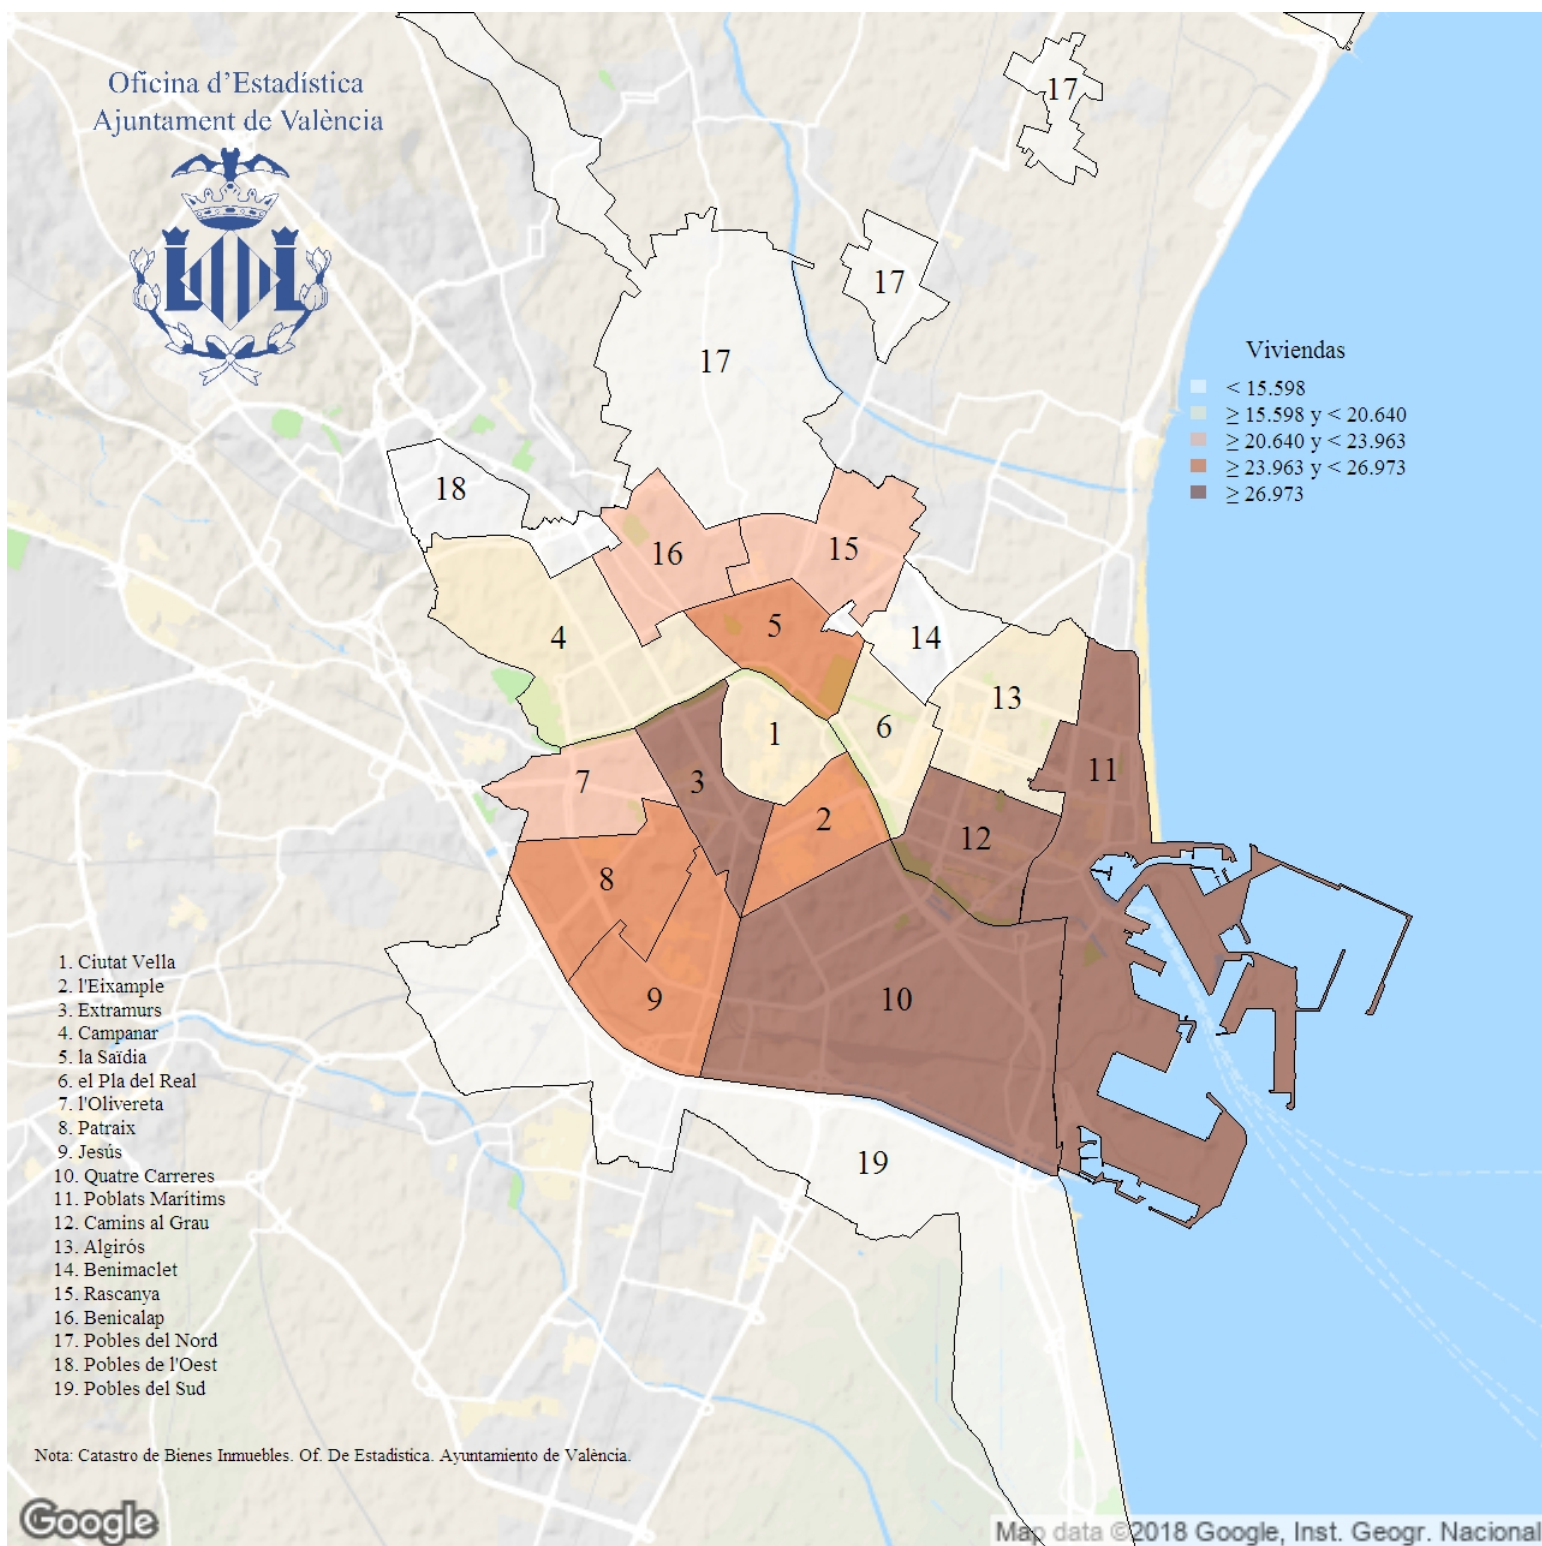 Oficina d'Estadística
Ajuntament de València
17
17
17
Viviendas
< 15.598
≥ 15.598 y < 20.640
≥ 20.640 y < 23.963
≥ 23.963 y < 26.973
≥ 26.973
18
16
15
4
5
14
13
6
1
3
7
11
2
12
8
9
10
19
1. Ciutat Vella
2. l'Eixample
3. Extramurs
4. Campanar
5. la Saïdia
6. el Pla del Real
7. l'Olivereta
8. Patraix
9. Jesús
10. Quatre Carreres
11. Poblats Marítims
12. Camins al Grau
13. Algirós
14. Benimaclet
15. Rascanya
16. Benicalap
17. Pobles del Nord
18. Pobles de l'Oest
19. Pobles del Sud
Nota: Catastro de Bienes Inmuebles. Of. De Estadística. Ayuntamiento de València.
Google
Map data ©2018 Google, Inst. Geogr. Nacional